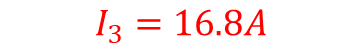 I₃ = 16.8A